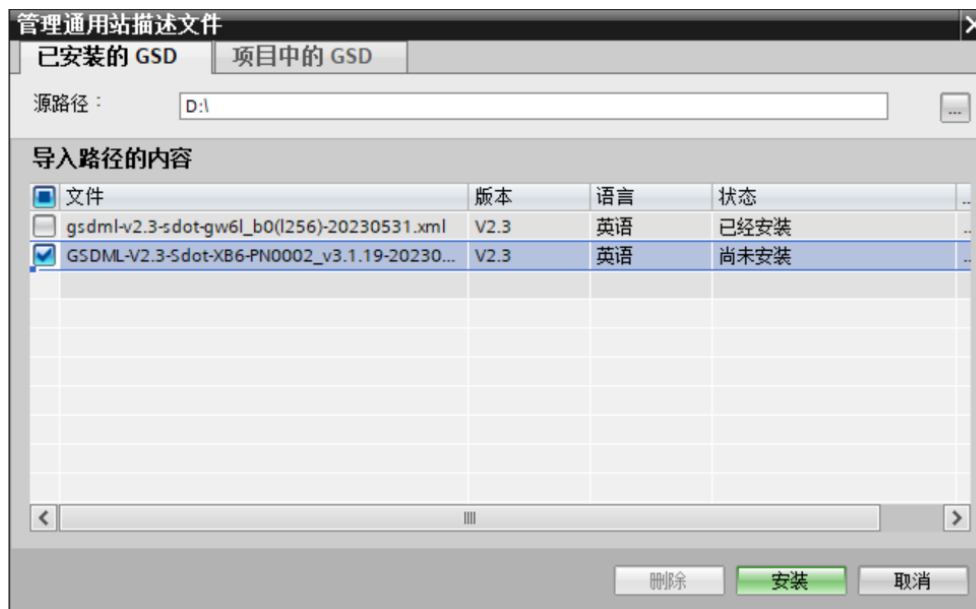 管理通用站描述文件
已安装的 GSD 项目中的 GSD
源路径： D:\ ...
导入路径的内容
文件 版本 语言 状态 ..
gsdml-v2.3-sdot-gw6l_b0(l256)-20230531.xml V2.3 英语 已经安装 ..
GSDML-V2.3-Sdot-XB6-PN0002_v3.1.19-20230... V2.3 英语 尚未安装 ..
删除 安装 取消